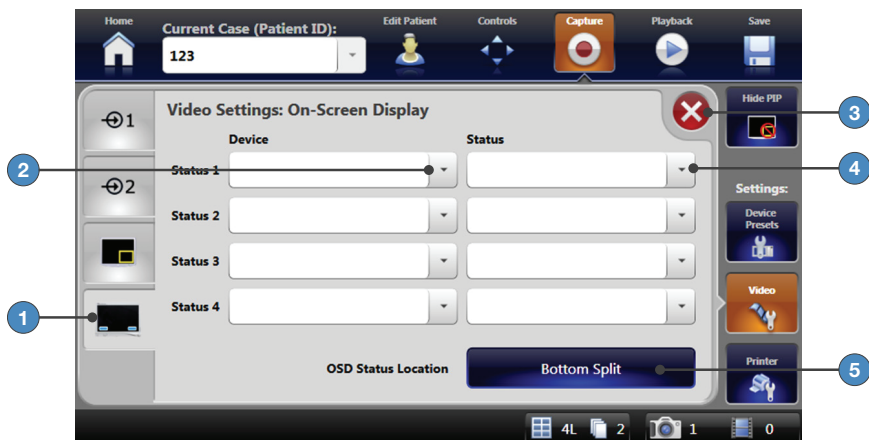 Home
Current Case (Patient ID):
Edit Patient
Controls
Capture
Playback
Save
123
Hide PIP
1
Video Settings: On-Screen Display
3
Device
Status
2
Status 1
4
2
Settings:
Status 2
Device
Presets
Status 3
Video
1
Status 4
Printer
OSD Status Location
Bottom Split
5
4L
2
1
0